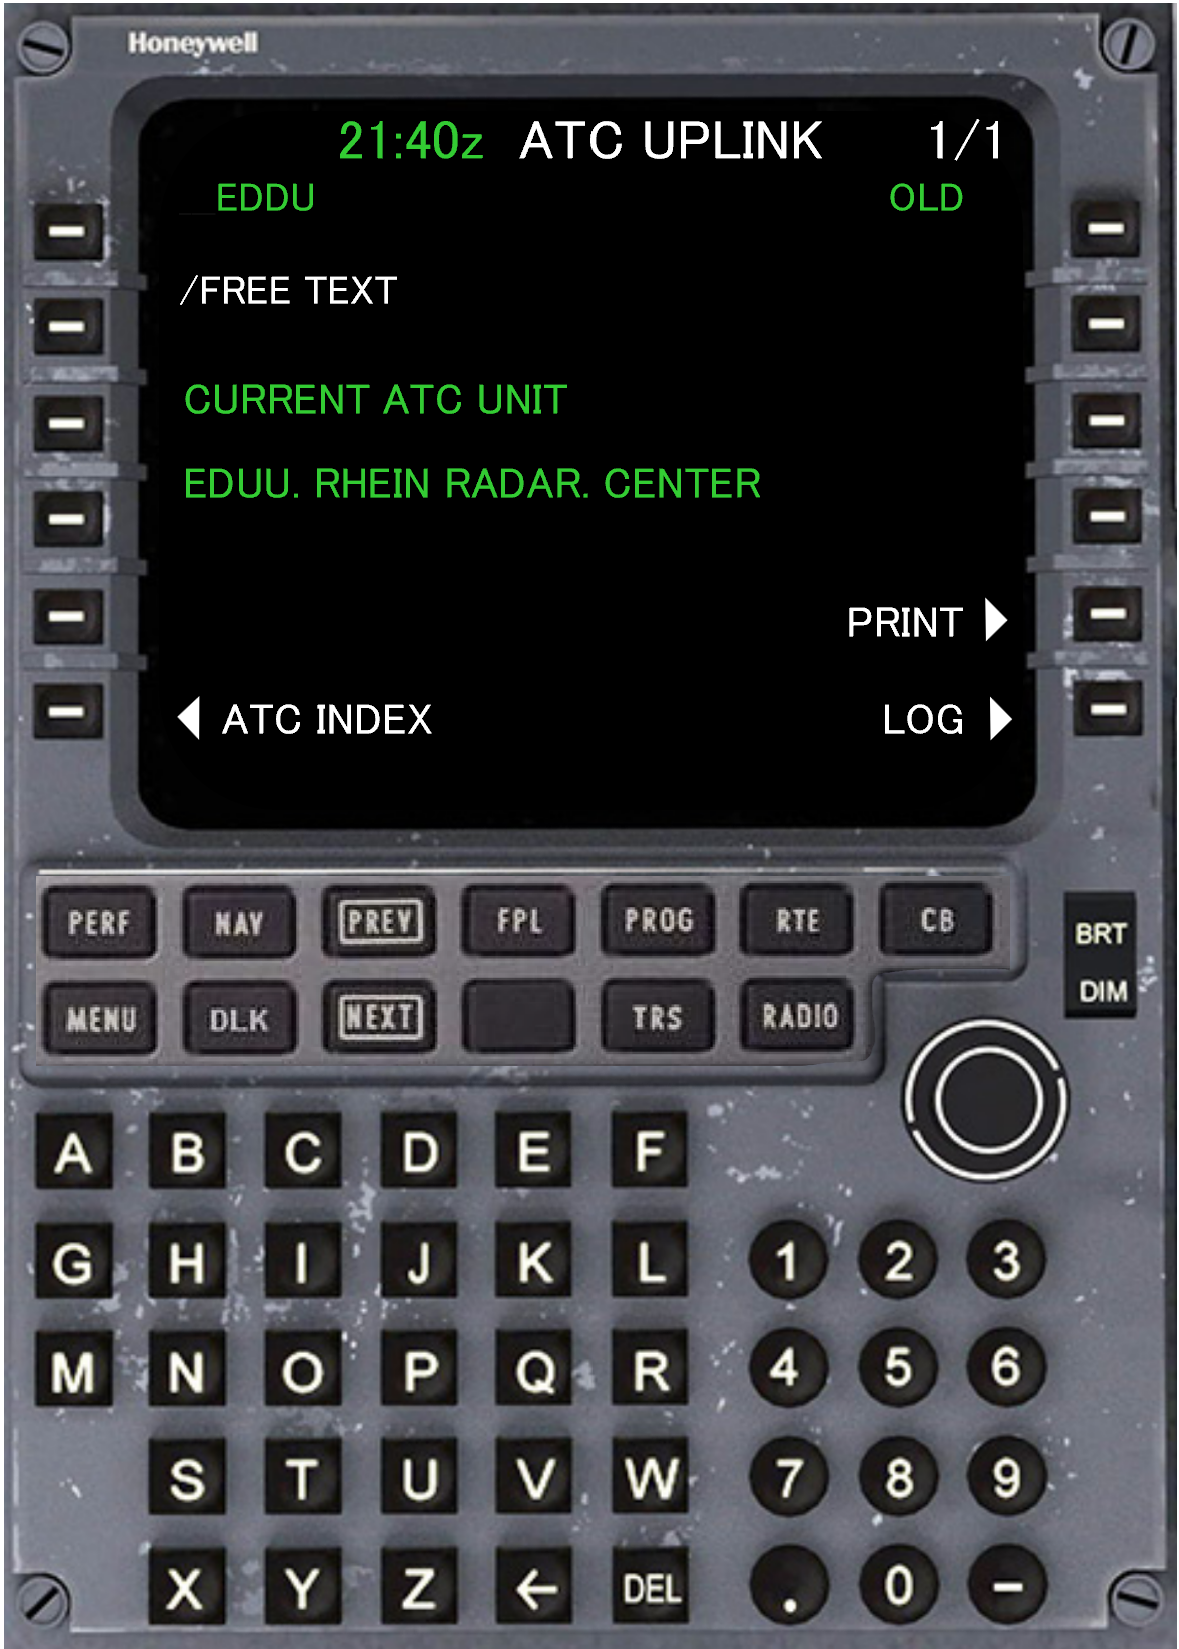 Honeywell
21:40z ATC UPLINK 1/1
EDDU OLD
/FREE TEXT
CURRENT ATC UNIT
EDUU. RHEIN RADAR. CENTER
PRINT
ATC INDEX LOG
PERF NAV PREV FPL PROG RTE CB
BRT
DIM
MENU DLK NEXT TRS RADIO
A B C D E F
G H I J K L 1 2 3
M N O P Q R 4 5 6
S T U V W 7 8 9
X Y Z ← DEL . 0 −